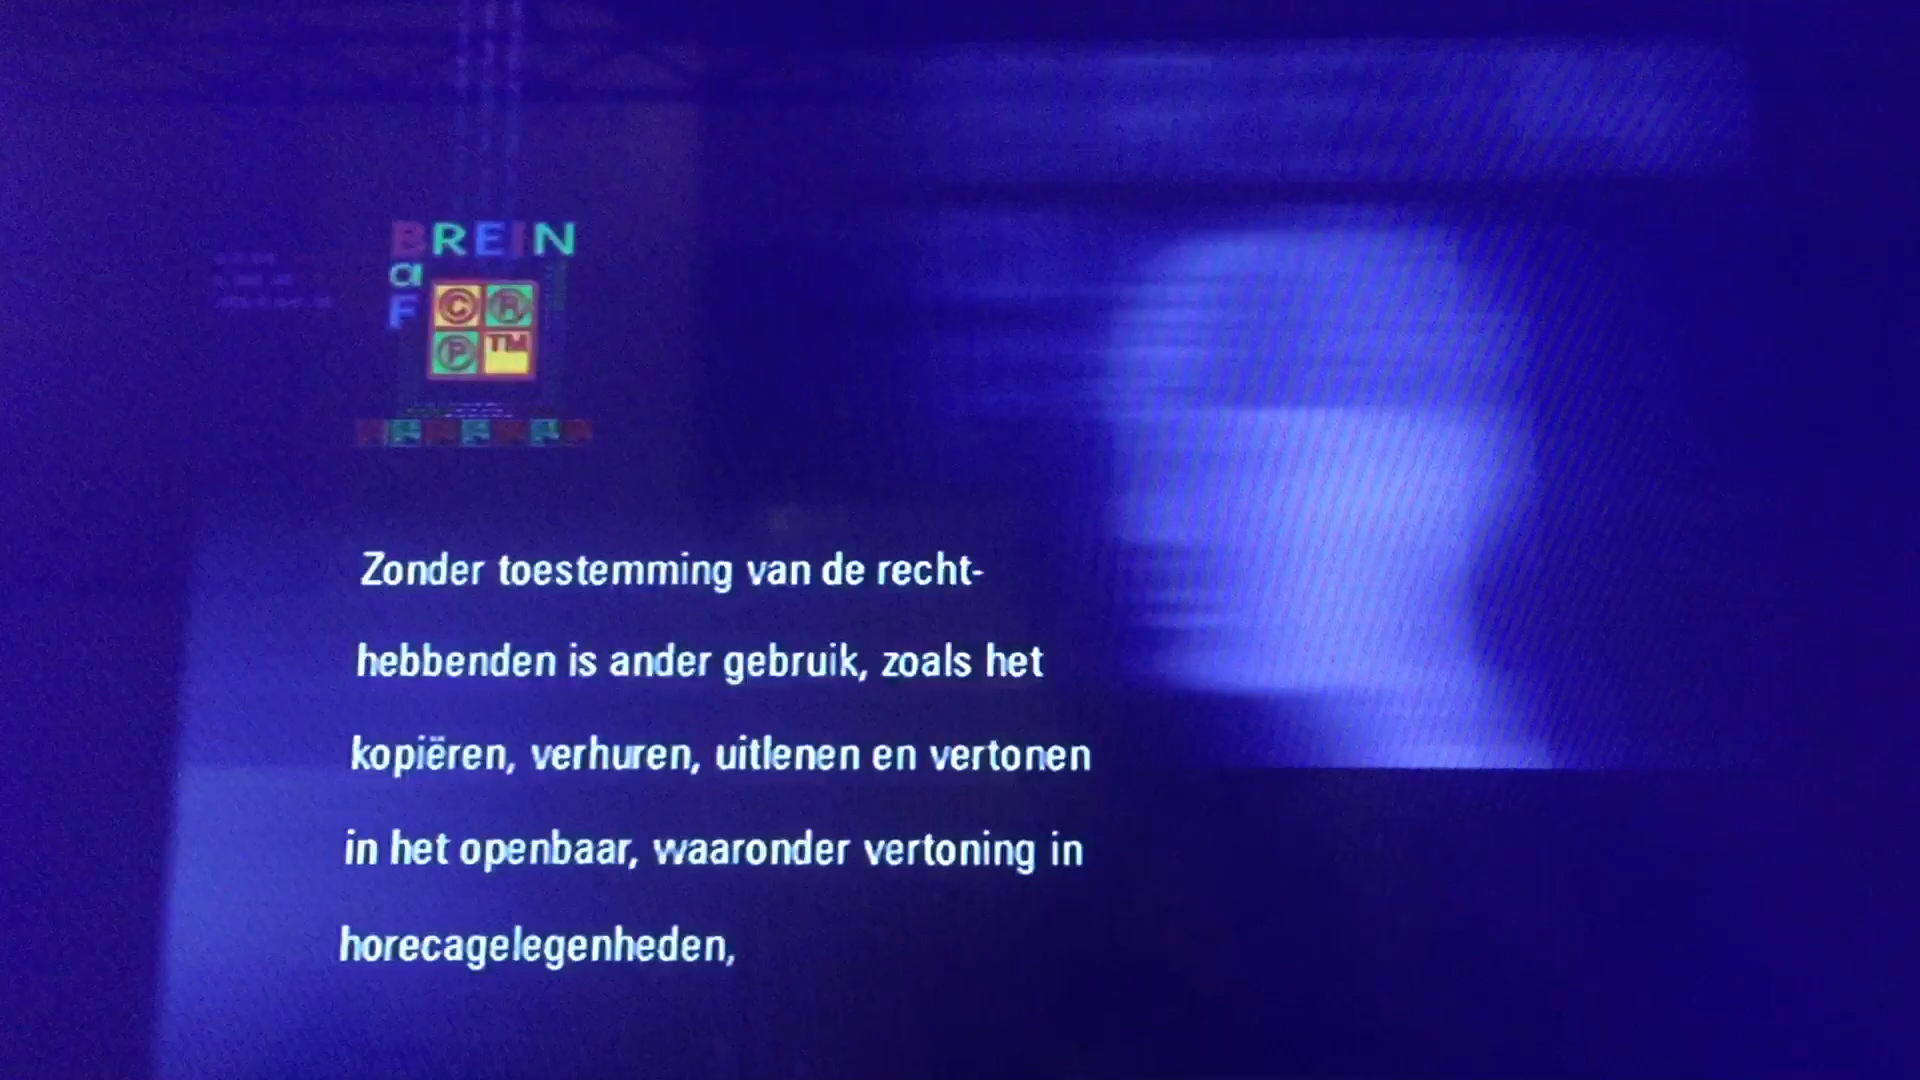 BREIN
a
F
© ®
℗ TM
Zonder toestemming van de recht-
hebbenden is ander gebruik, zoals het
kopiëren, verhuren, uitlenen en vertonen
in het openbaar, waaronder vertoning in
horecagelegenheden,